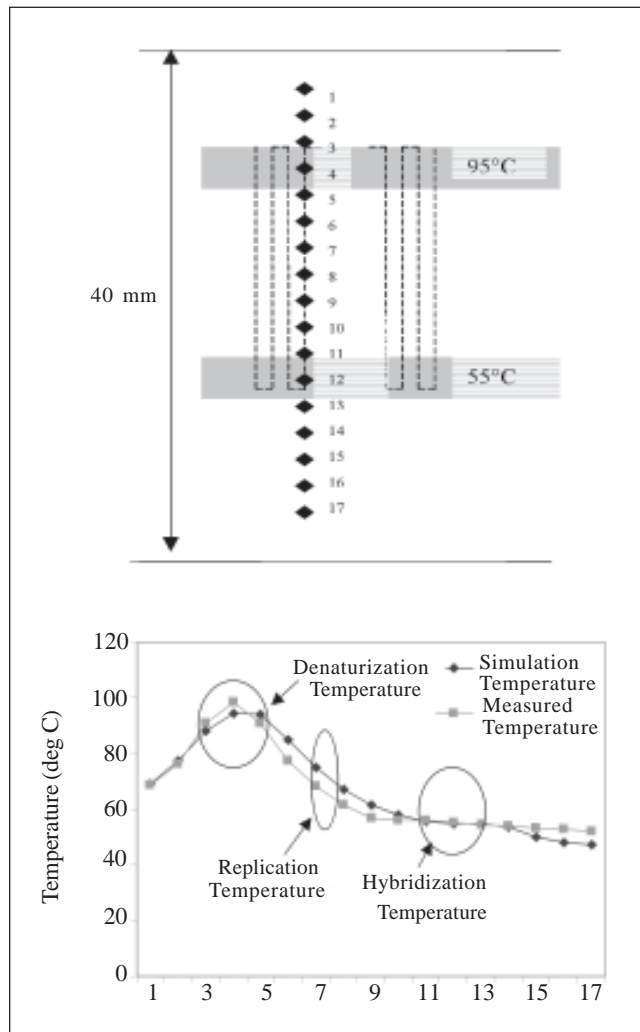 1
2
3
4
95°C
5
6
7
8
40 mm
9
10
11
12
55°C
13
14
15
16
17
120
100
80
60
40
20
0
Temperature (deg C)
Denaturization
Temperature
Simulation
Temperature
Measured
Temperature
Replication
Temperature
Hybridization
Temperature
1 3 5 7 9 11 13 15 17